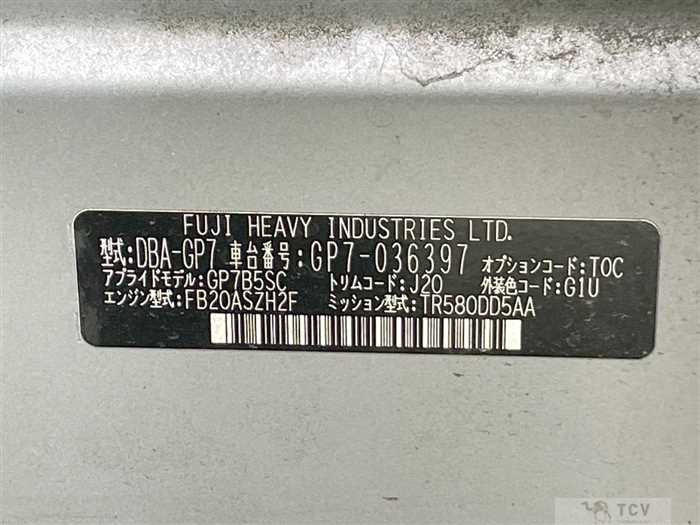 FUJI HEAVY INDUSTRIES LTD.
型式:DBA-GP7 車台番号:GP7-036397 オプションコード:TOC
アプライドモデル:GP7B5SC トリムコード:J20 外装色コード:G1U
エンジン型式:FB20ASZH2F ミッション型式:TR580DD5AA
TCV